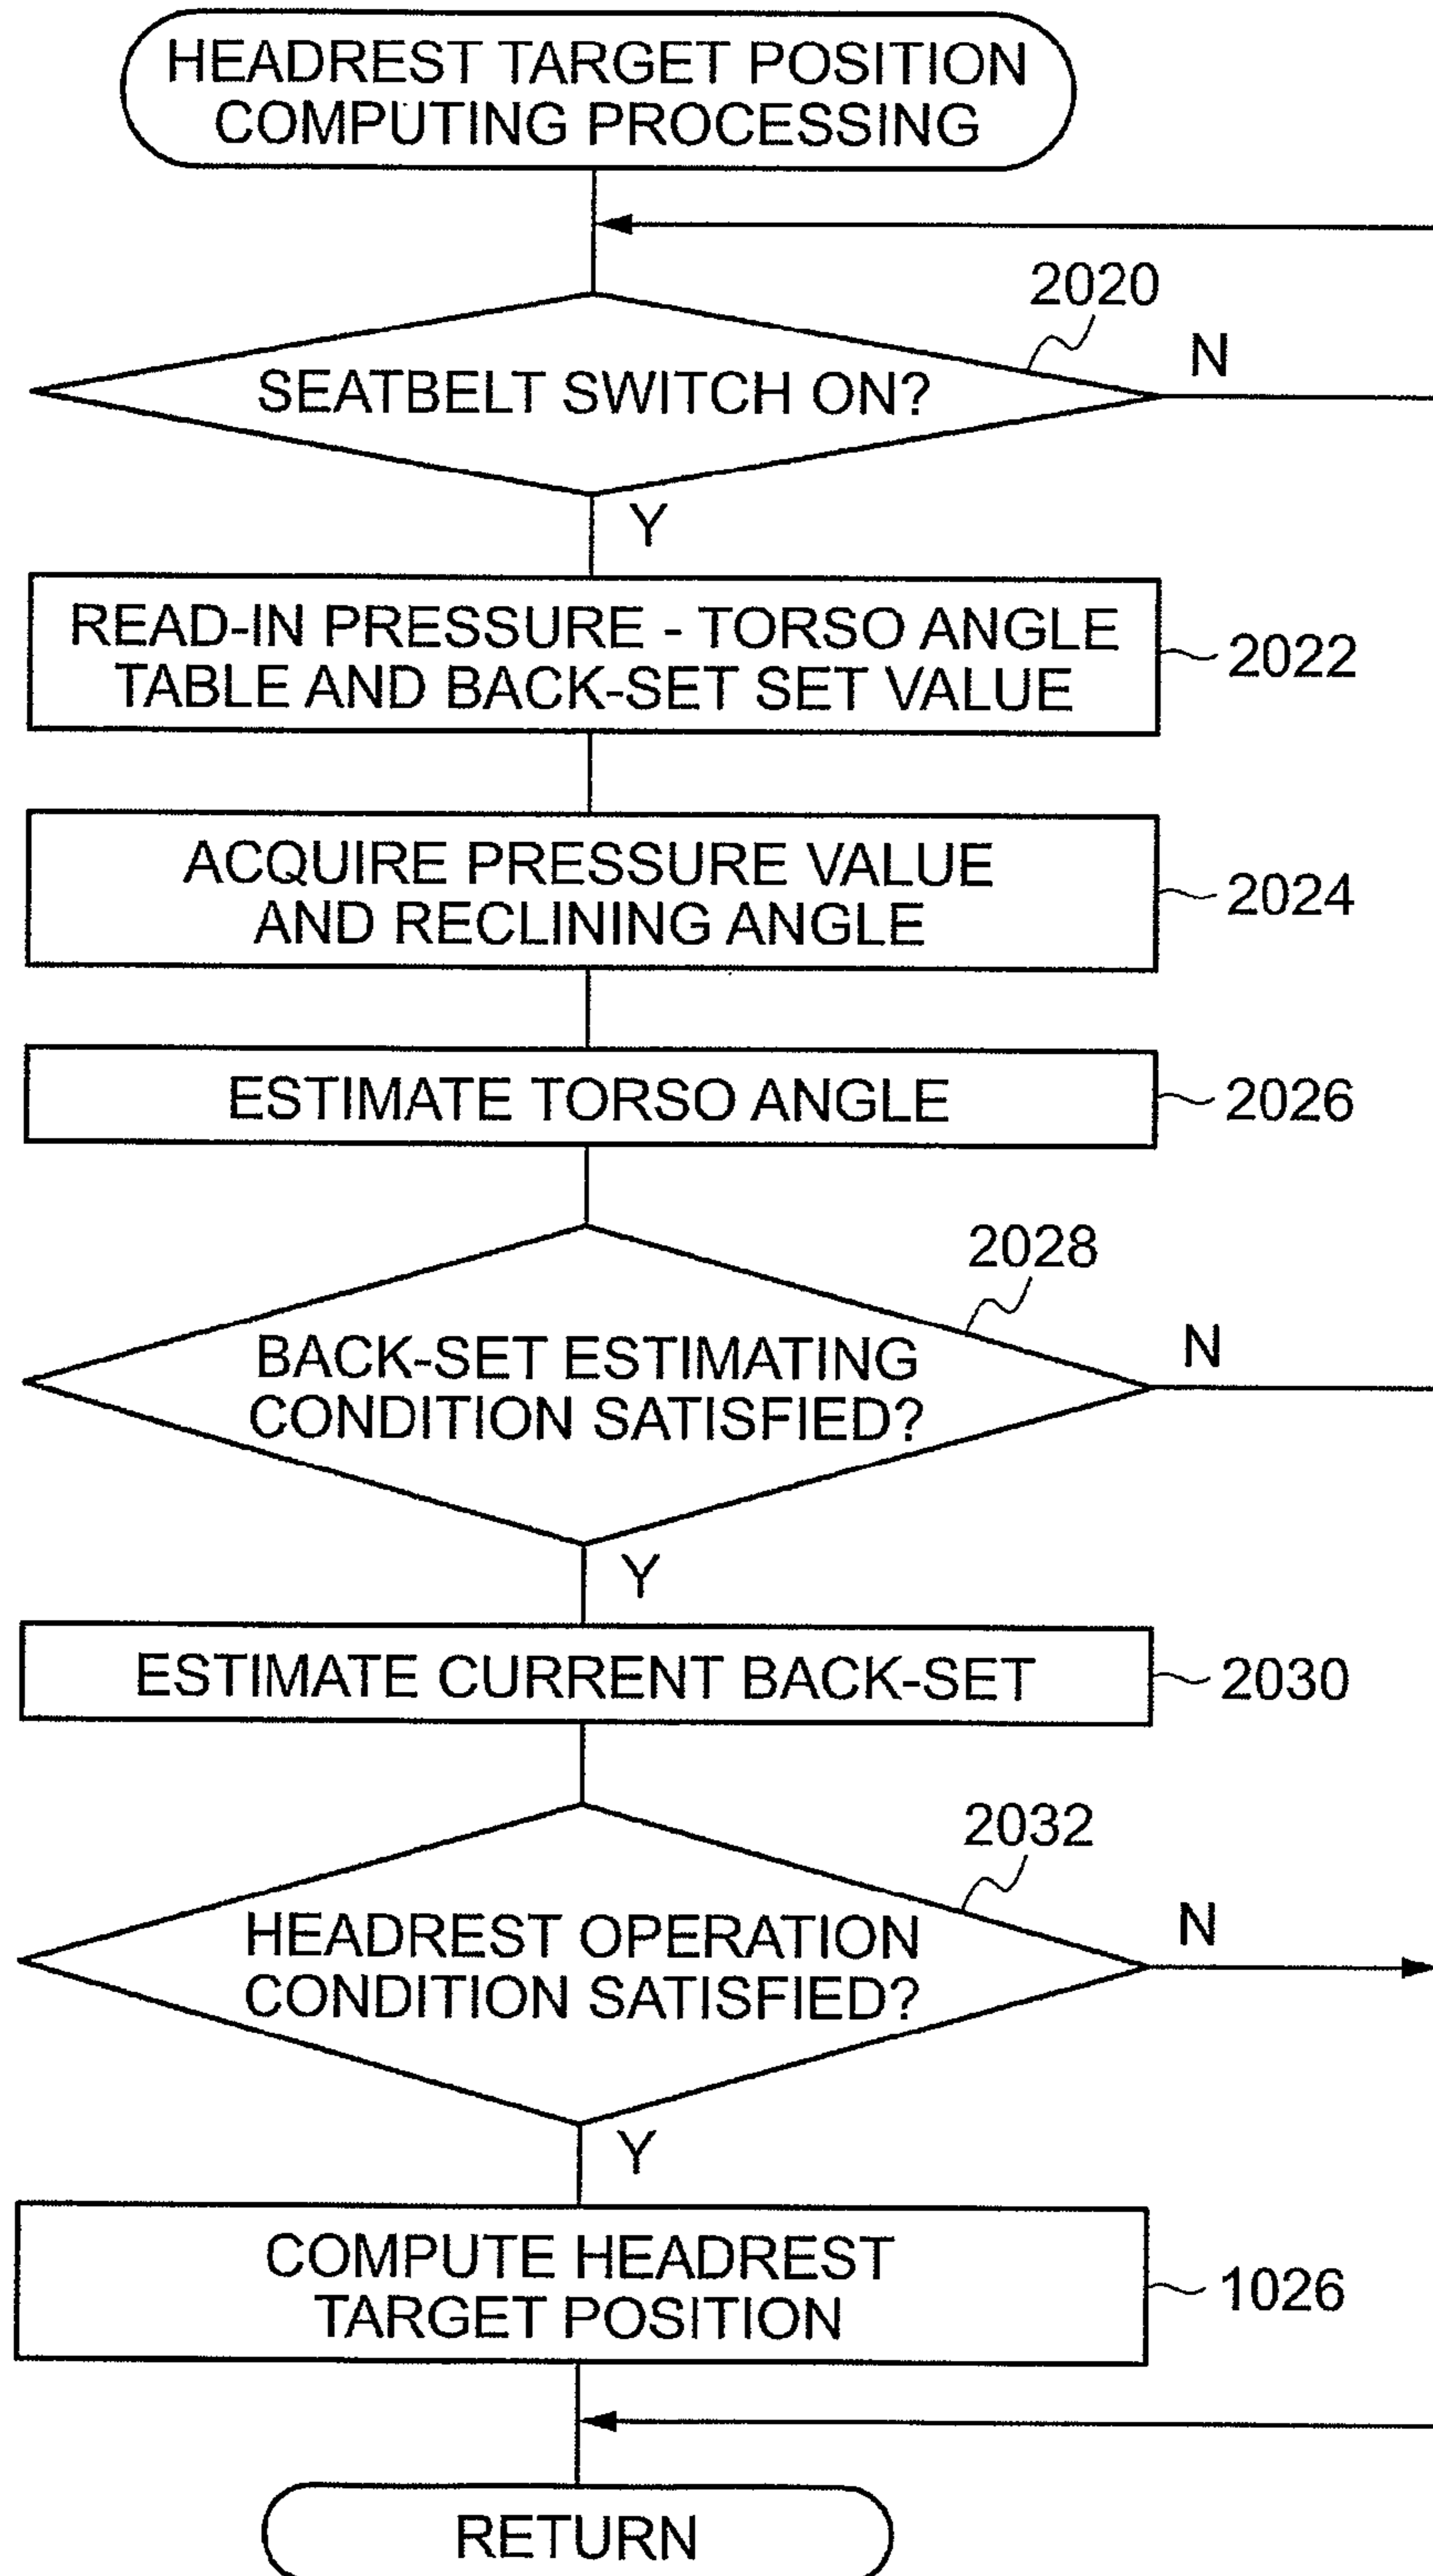 HEADREST TARGET POSITION
COMPUTING PROCESSING
2020
SEATBELT SWITCH ON?
N
Y
READ-IN PRESSURE - TORSO ANGLE
TABLE AND BACK-SET SET VALUE
2022
ACQUIRE PRESSURE VALUE
AND RECLINING ANGLE
2024
ESTIMATE TORSO ANGLE
2026
2028
BACK-SET ESTIMATING
CONDITION SATISFIED?
N
Y
ESTIMATE CURRENT BACK-SET
2030
2032
HEADREST OPERATION
CONDITION SATISFIED?
N
Y
COMPUTE HEADREST
TARGET POSITION
1026
RETURN